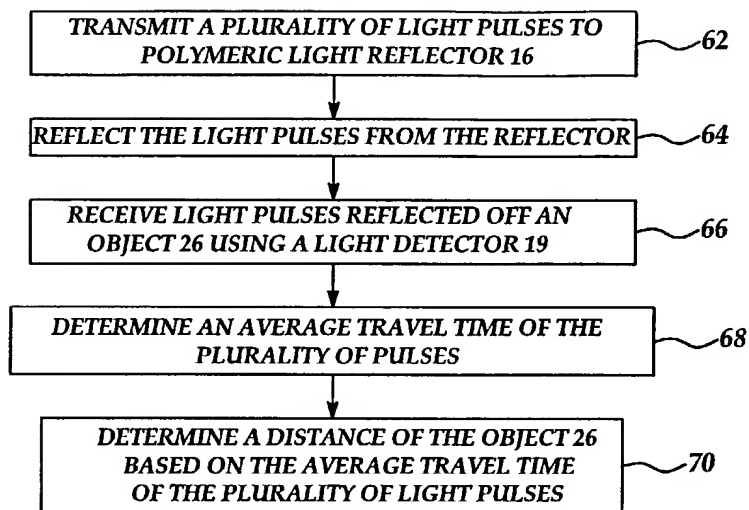 TRANSMIT A PLURALITY OF LIGHT PULSES TO
POLYMERIC LIGHT REFLECTOR 16
62
REFLECT THE LIGHT PULSES FROM THE REFLECTOR
64
RECEIVE LIGHT PULSES REFLECTED OFF AN
OBJECT 26 USING A LIGHT DETECTOR 19
66
DETERMINE AN AVERAGE TRAVEL TIME OF THE
PLURALITY OF PULSES
68
DETERMINE A DISTANCE OF THE OBJECT 26
BASED ON THE AVERAGE TRAVEL TIME
OF THE PLURALITY OF LIGHT PULSES
70